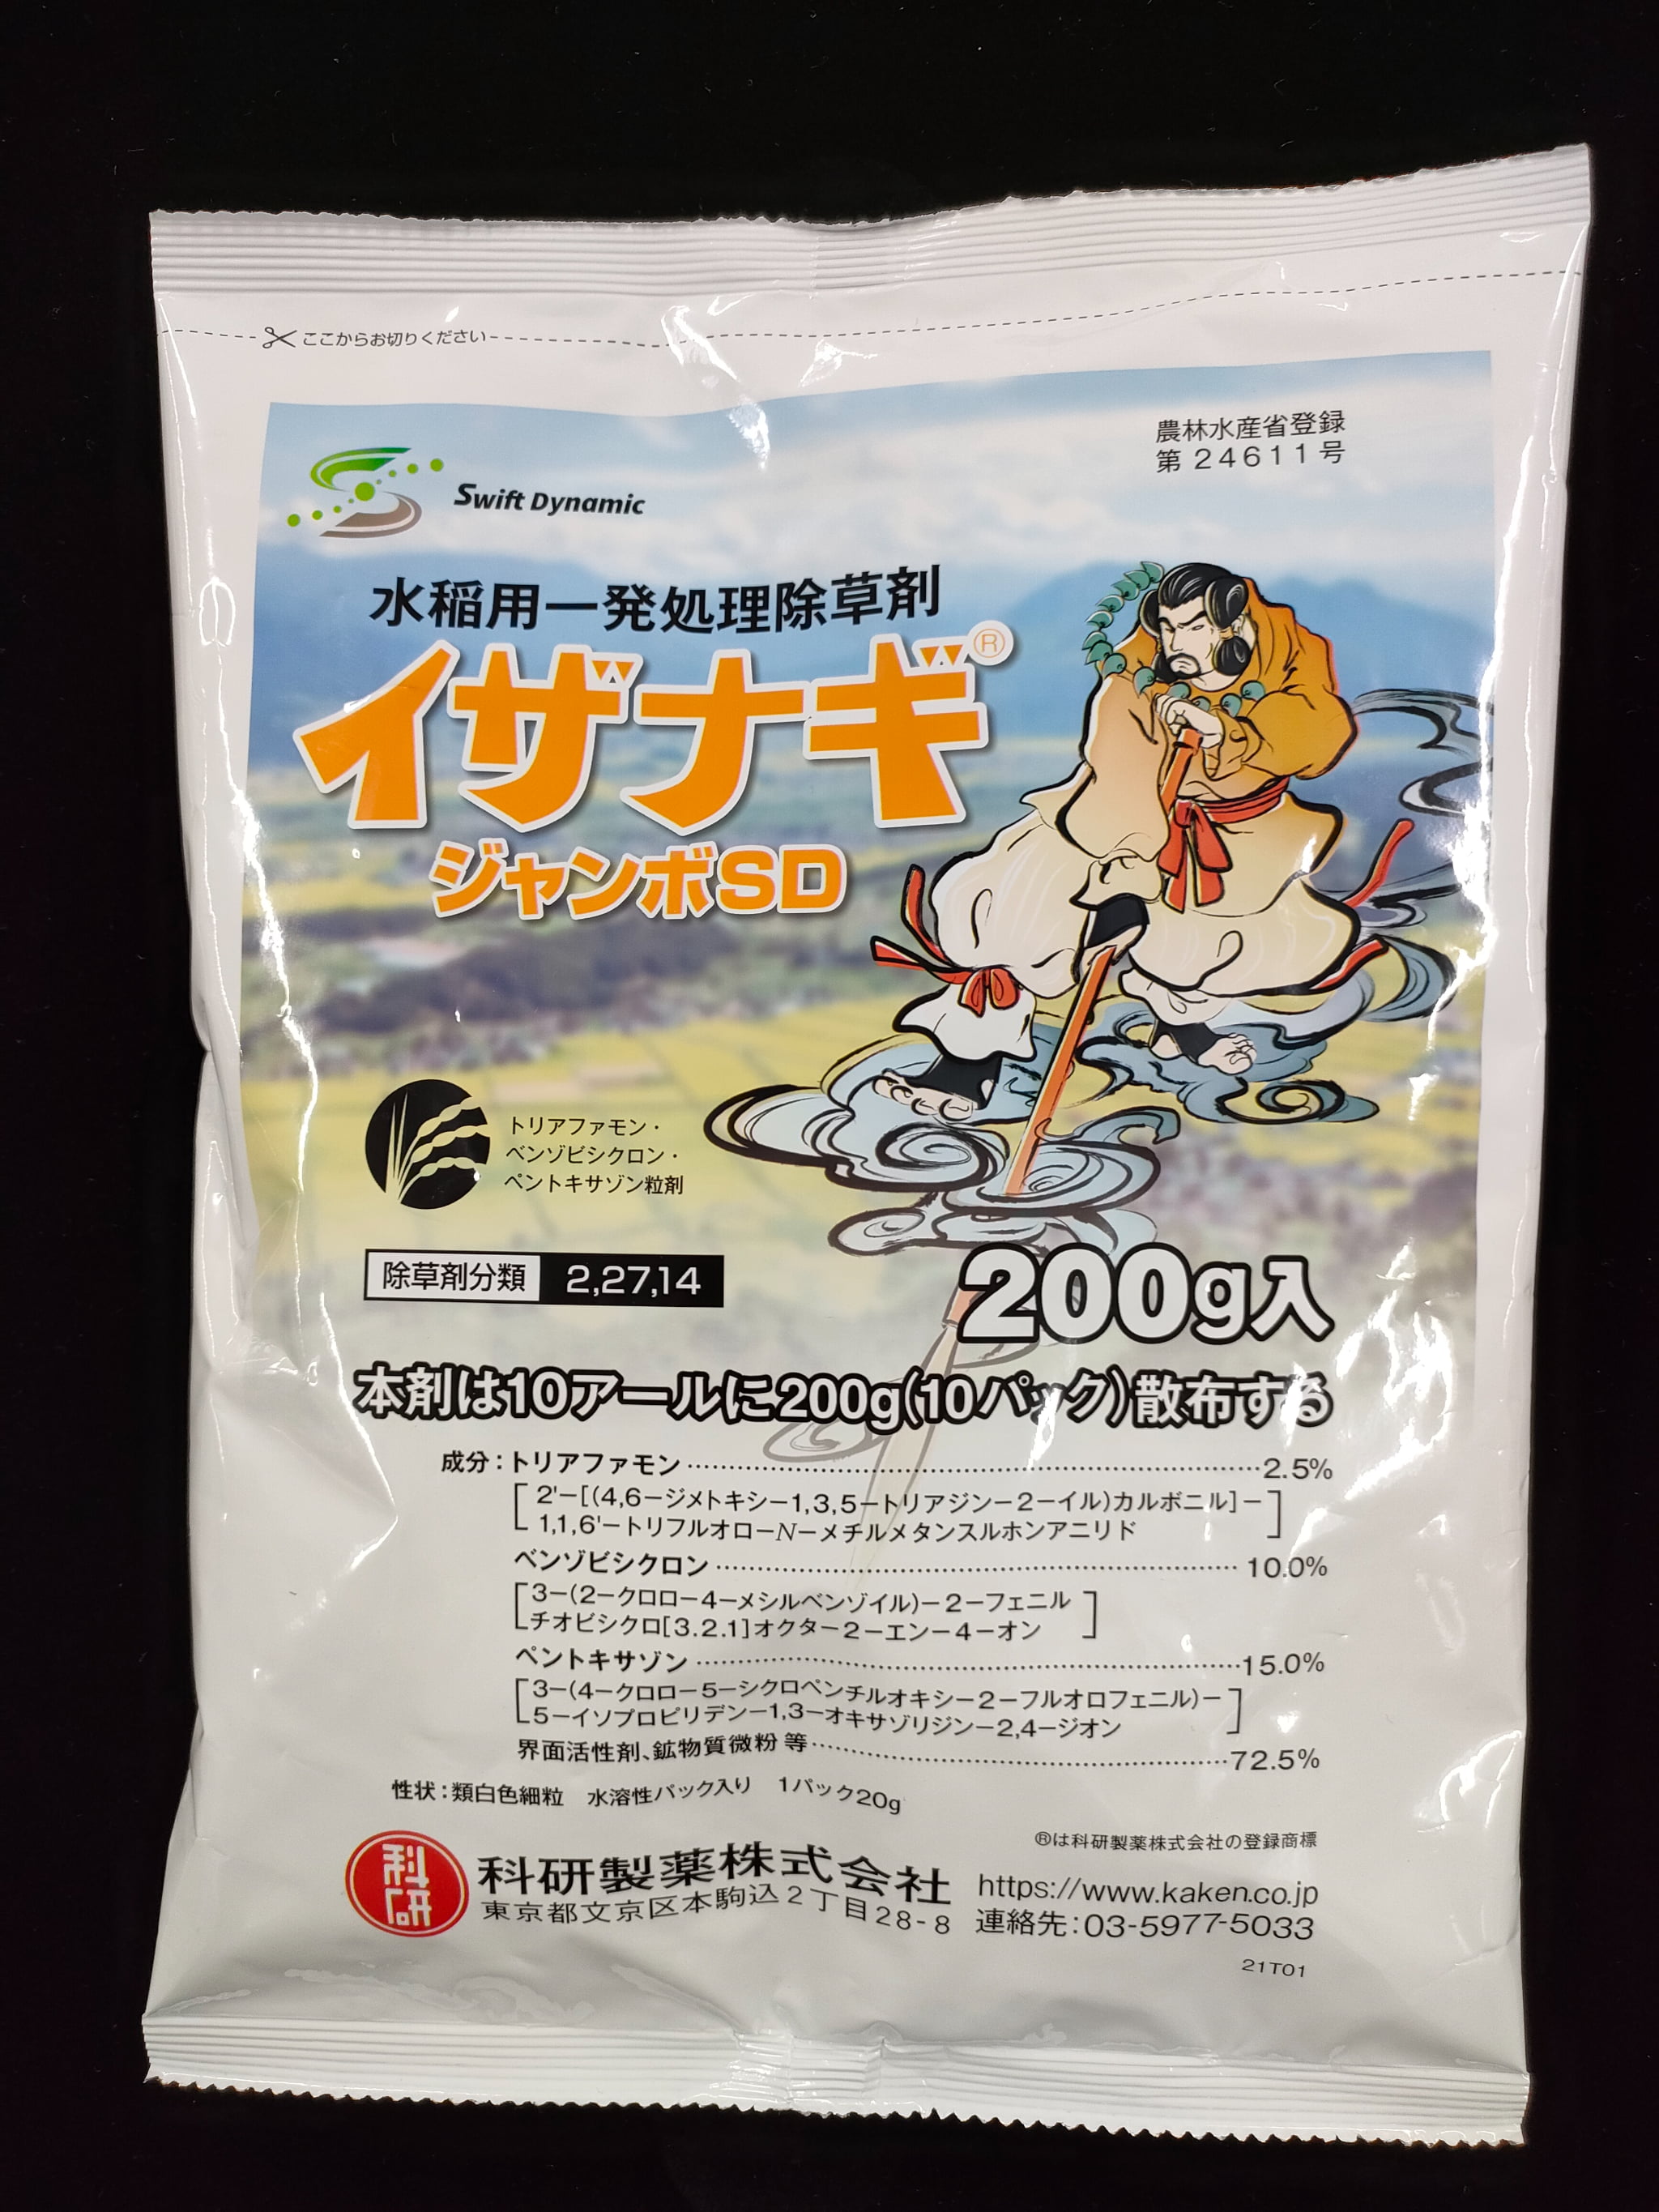 ここからお切りください
農林水産省登録
第24611号
Swift Dynamic
水稲用一発処理除草剤
イザナギ®
ジャンボSD
トリアファモン・
ベンゾビシクロン・
ペントキサゾン粒剤
除草剤分類 2,27,14
200g入
本剤は10アールに200g(10パック)散布する
成分：トリアファモン……………………………2.5%
2'－[(4,6－ジメトキシ－1,3,5－トリアジン－2－イル)カルボニル]－
1,1,6'－トリフルオロ－N－メチルメタンスルホンアニリド
ベンゾビシクロン……………………………10.0%
3－(2－クロロ－4－メシルベンゾイル)－2－フェニル
チオビシクロ[3.2.1]オクタ－2－エン－4－オン
ペントキサゾン……………………………15.0%
3－(4－クロロ－5－シクロペンチルオキシ－2－フルオロフェニル)－
5－イソプロピリデン－1,3－オキサゾリジン－2,4－ジオン
界面活性剤、鉱物質微粉 等……………………………72.5%
性状：類白色細粒　水溶性パック入り　1パック20g
®は科研製薬株式会社の登録商標
科研
科研製薬株式会社
東京都文京区本駒込2丁目28-8
https://www.kaken.co.jp
連絡先：03-5977-5033
21T01